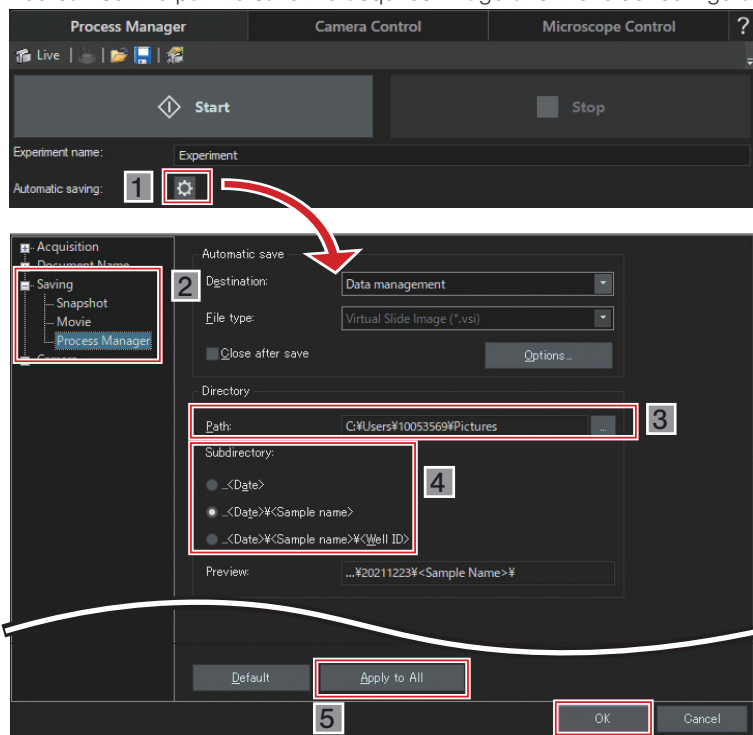 Process Manager Camera Control Microscope Control ?
Live
Start Stop
Experiment name: Experiment
Automatic saving: 1
Acquisition
Document Name
Saving
Snapshot
Movie
Process Manager
Camera
2
Automatic save
Destination: Data management
File type: Virtual Slide Image (*.vsi)
Close after save Options...
Directory
Path: C:¥Users¥10053569¥Pictures ... 3
Subdirectory:
...<Date>
4
...<Date>¥<Sample name>
...<Date>¥<Sample name>¥<Well ID>
Preview: ...¥20211223¥<Sample Name>¥
Default Apply to All
5 OK Cancel